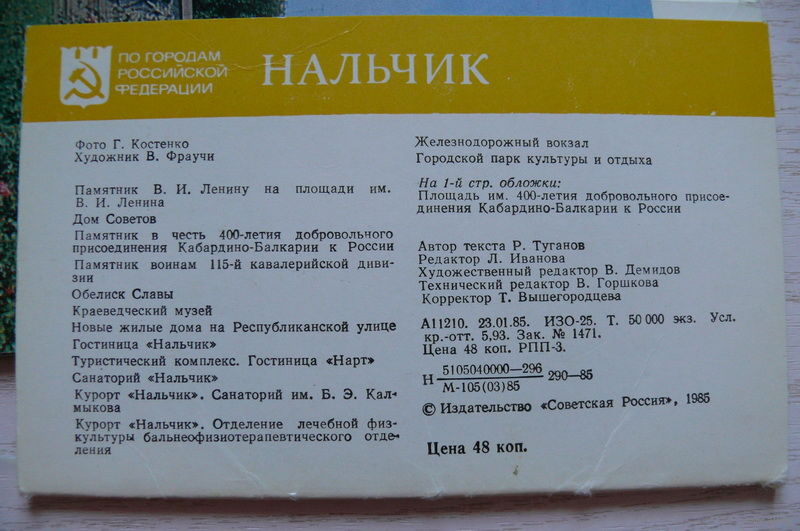 ПО ГОРОДАМ
РОССИЙСКОЙ
ФЕДЕРАЦИИ
НАЛЬЧИК
Фото Г. Костенко
Художник В. Фраучи
Памятник В. И. Ленину на площади им.
В. И. Ленина
Дом Советов
Памятник в честь 400-летия добровольного
присоединения Кабардино-Балкарии к России
Памятник воинам 115-й кавалерийской диви-
зии
Обелиск Славы
Краеведческий музей
Новые жилые дома на Республиканской улице
Гостиница «Нальчик»
Туристический комплекс. Гостиница «Нарт»
Санаторий «Нальчик»
Курорт «Нальчик». Санаторий им. Б. Э. Кал-
мыкова
Курорт «Нальчик». Отделение лечебной физ-
культуры бальнеофизиотерапевтического отде-
ления
Железнодорожный вокзал
Городской парк культуры и отдыха
На 1-й стр. обложки:
Площадь им. 400-летия добровольного присое-
динения Кабардино-Балкарии к России
Автор текста Р. Туганов
Редактор Л. Иванова
Художественный редактор В. Демидов
Технический редактор В. Горшкова
Корректор Т. Вышегородцева
А11210. 23.01.85. ИЗО-25. Т. 50 000 экз. Усл.
кр.-отт. 5,93. Зак. № 1471.
Цена 48 коп. РПП-3.
Н 5105040000—296 290—85
М-105(03)85
© Издательство «Советская Россия», 1985
Цена 48 коп.